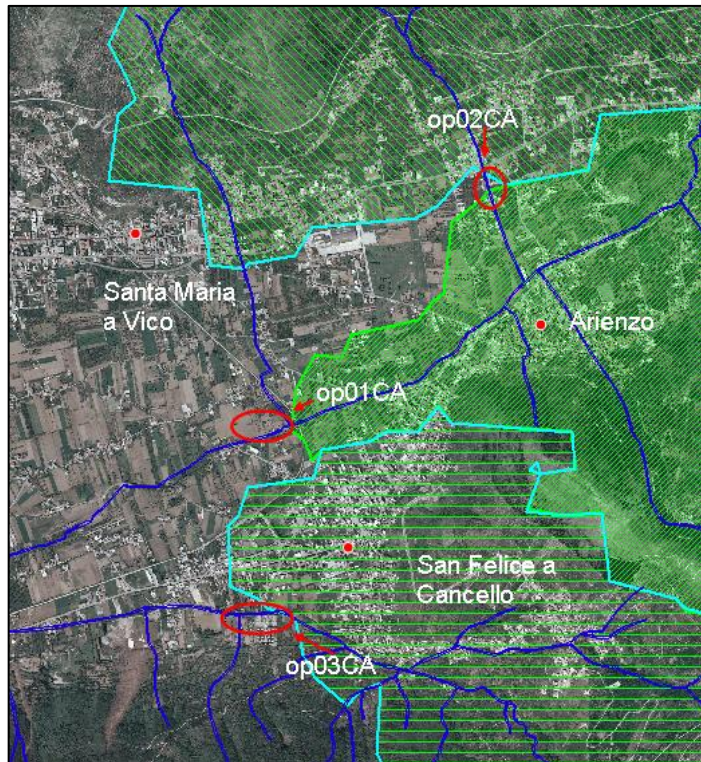 op02CA
Santa Maria
a Vico
Arienzo
op01CA
San Felice a
Cancello
op03CA